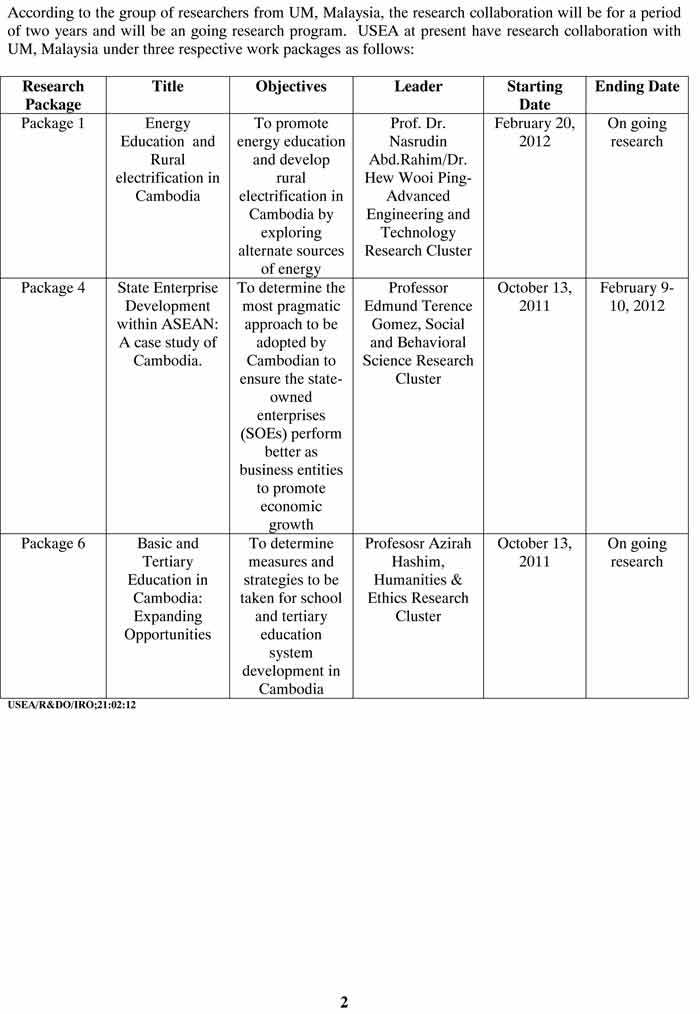 According to the group of researchers from UM, Malaysia, the research collaboration will be for a period
of two years and will be an going research program.  USEA at present have research collaboration with
UM, Malaysia under three respective work packages as follows:
Research
Package
Title
Objectives
Leader
Starting
Date
Ending Date
Package 1
Energy
Education  and
Rural
electrification in
Cambodia
To promote
energy education
and develop
rural
electrification in
Cambodia by
exploring
alternate sources
of energy
Prof. Dr.
Nasrudin
Abd.Rahim/Dr.
Hew Wooi Ping-
Advanced
Engineering and
Technology
Research Cluster
February 20,
2012
On going
research
Package 4
State Enterprise
Development
within ASEAN:
A case study of
Cambodia.
To determine the
most pragmatic
approach to be
adopted by
Cambodian to
ensure the state-
owned
enterprises
(SOEs) perform
better as
business entities
to promote
economic
growth
Professor
Edmund Terence
Gomez, Social
and Behavioral
Science Research
Cluster
October 13,
2011
February 9-
10, 2012
Package 6
Basic and
Tertiary
Education in
Cambodia:
Expanding
Opportunities
To determine
measures and
strategies to be
taken for school
and tertiary
education
system
development in
Cambodia
Profesosr Azirah
Hashim,
Humanities &
Ethics Research
Cluster
October 13,
2011
On going
research
USEA/R&DO/IRO;21:02:12
2